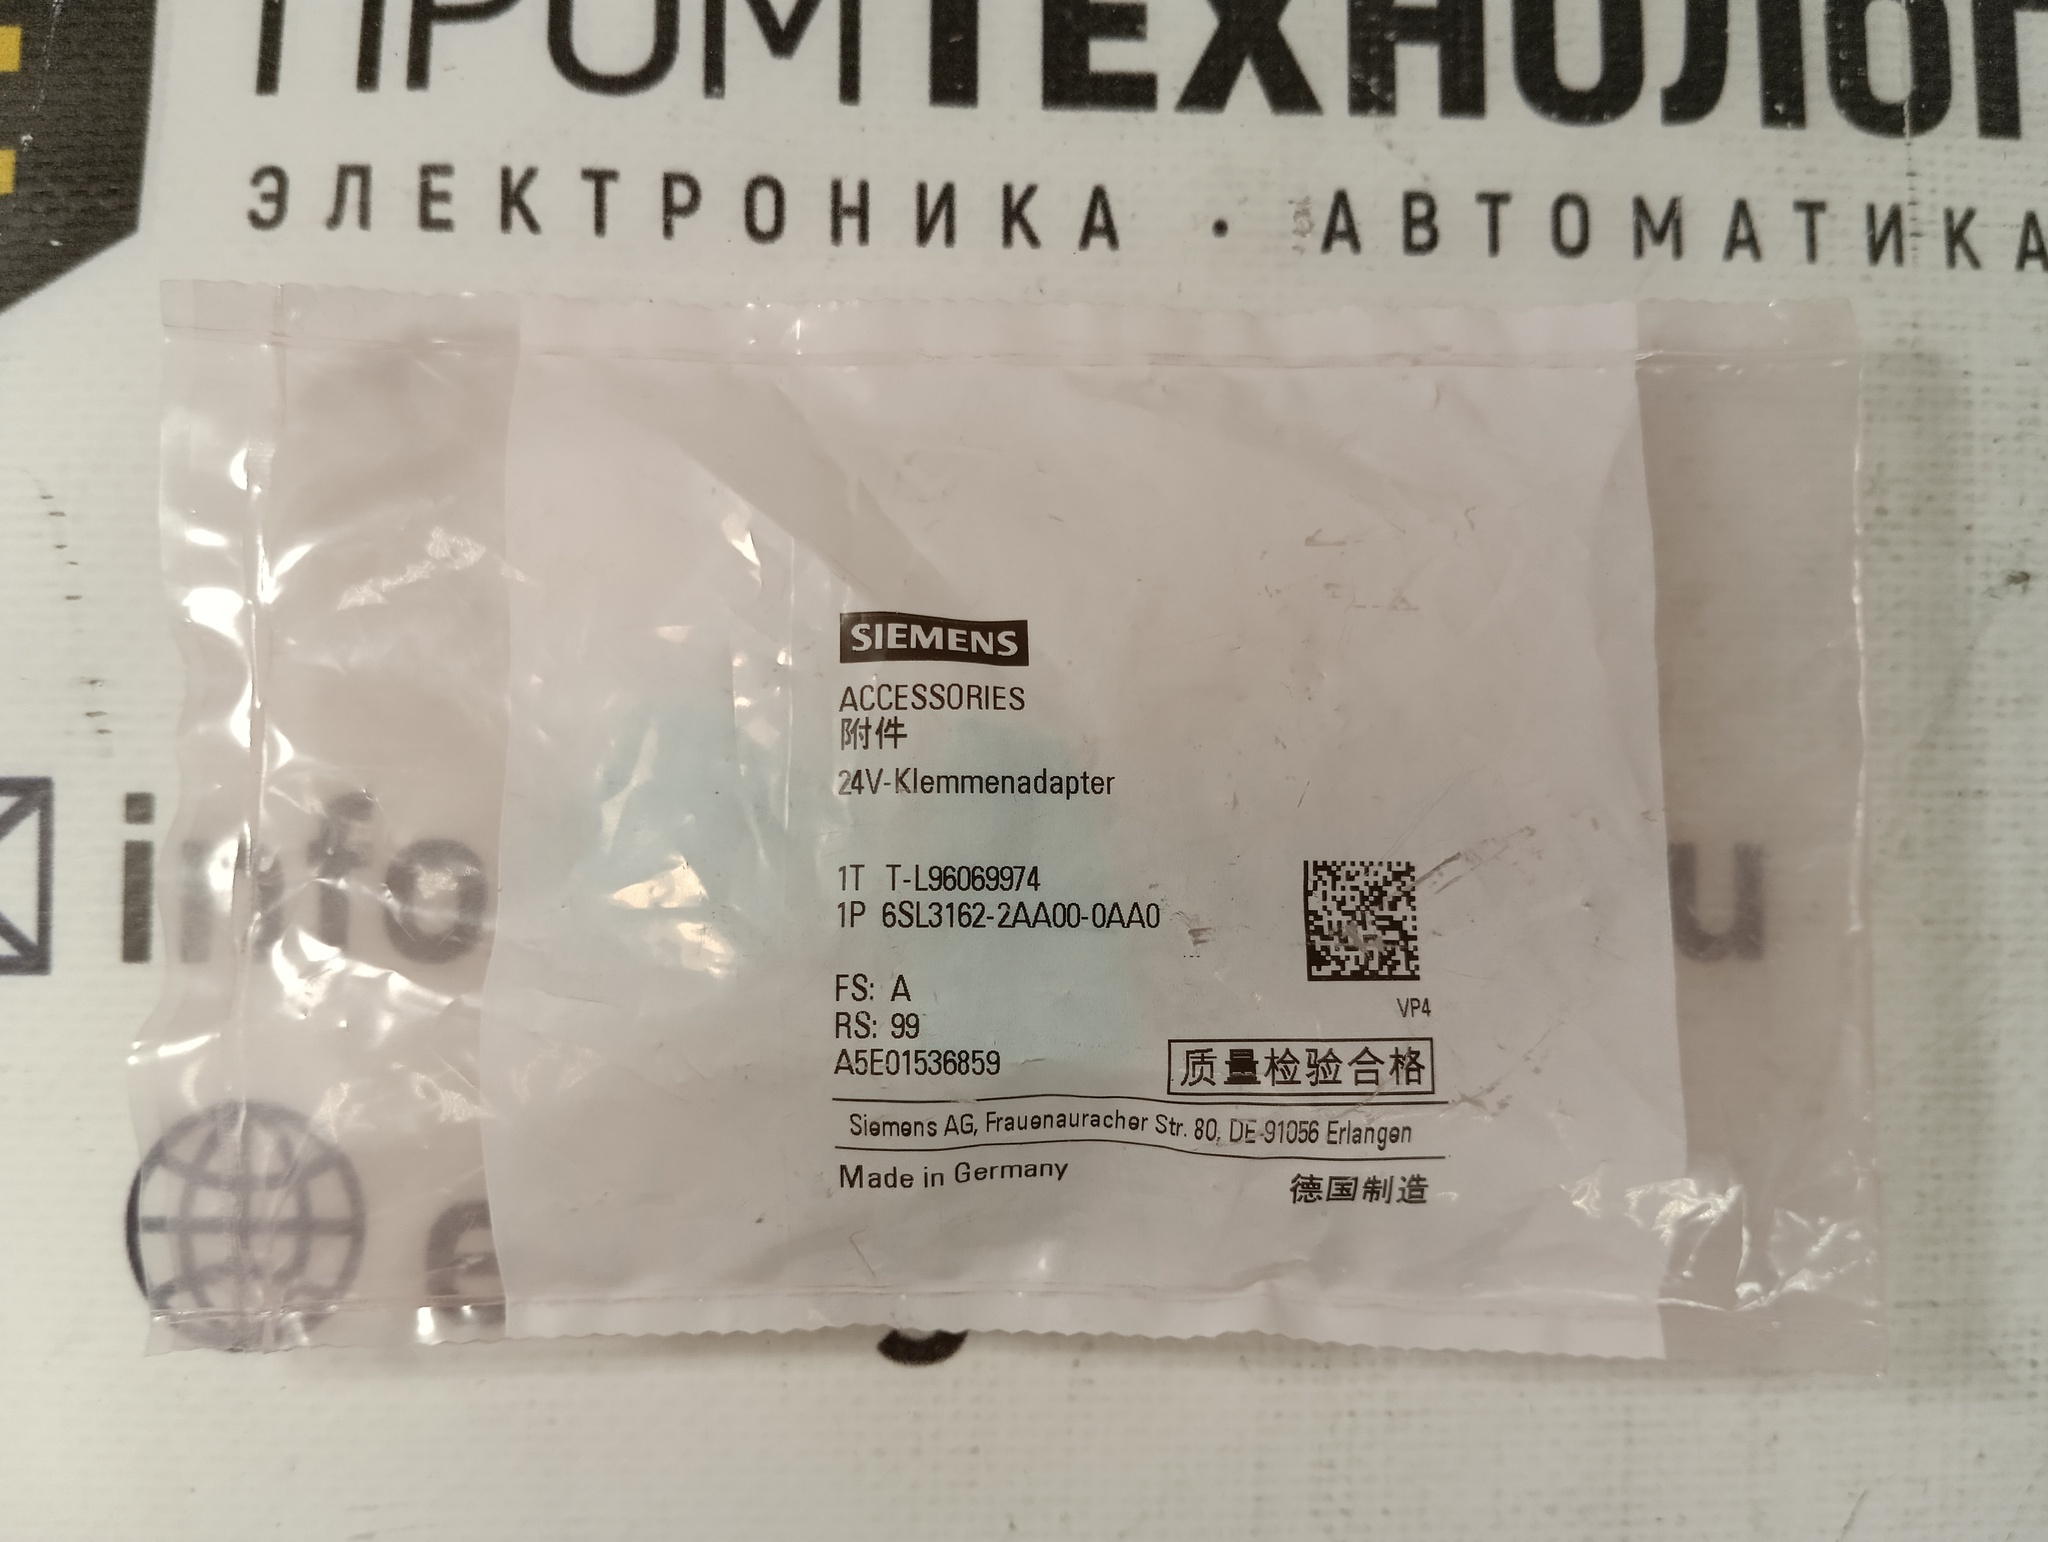 ПРОМТЕХНОЛОГ
ЭЛЕКТРОНИКА · АВТОМАТИКА
SIEMENS
ACCESSORIES
附件
24V-Klemmenadapter
1T T-L96069974
1P 6SL3162-2AA00-0AA0
FS: A
RS: 99
A5E01536859
VP4
质量检验合格
Siemens AG, Frauenauracher Str. 80, DE-91056 Erlangen
Made in Germany
德国制造
info
u
e